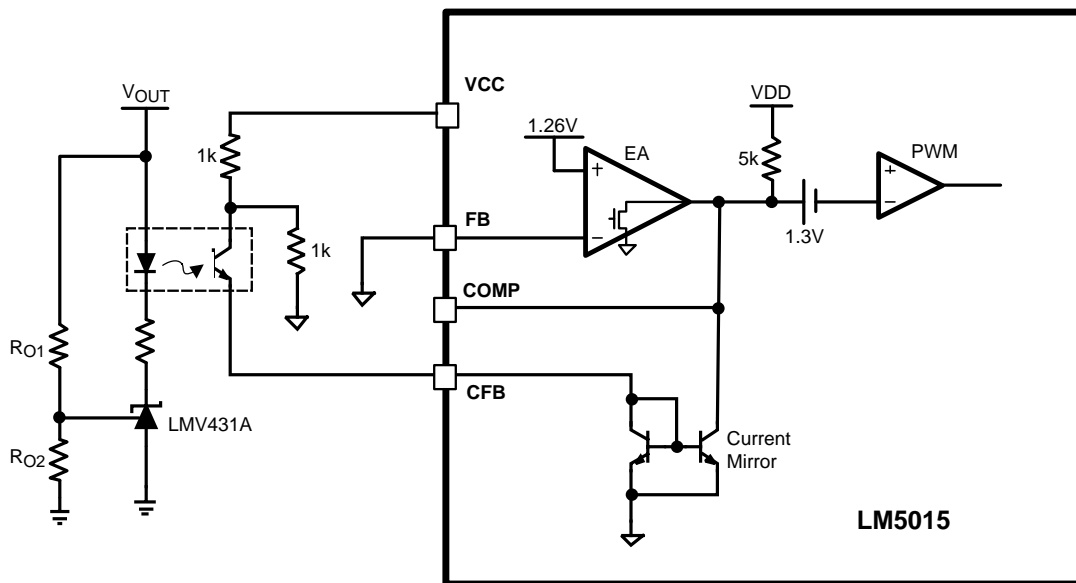 VCC
VOUT
VDD
1.26V
EA
5k
PWM
1k
+
+
FB
−
−
1k
1.3V
COMP
RO1
CFB
LMV431A
Current
Mirror
RO2
LM5015